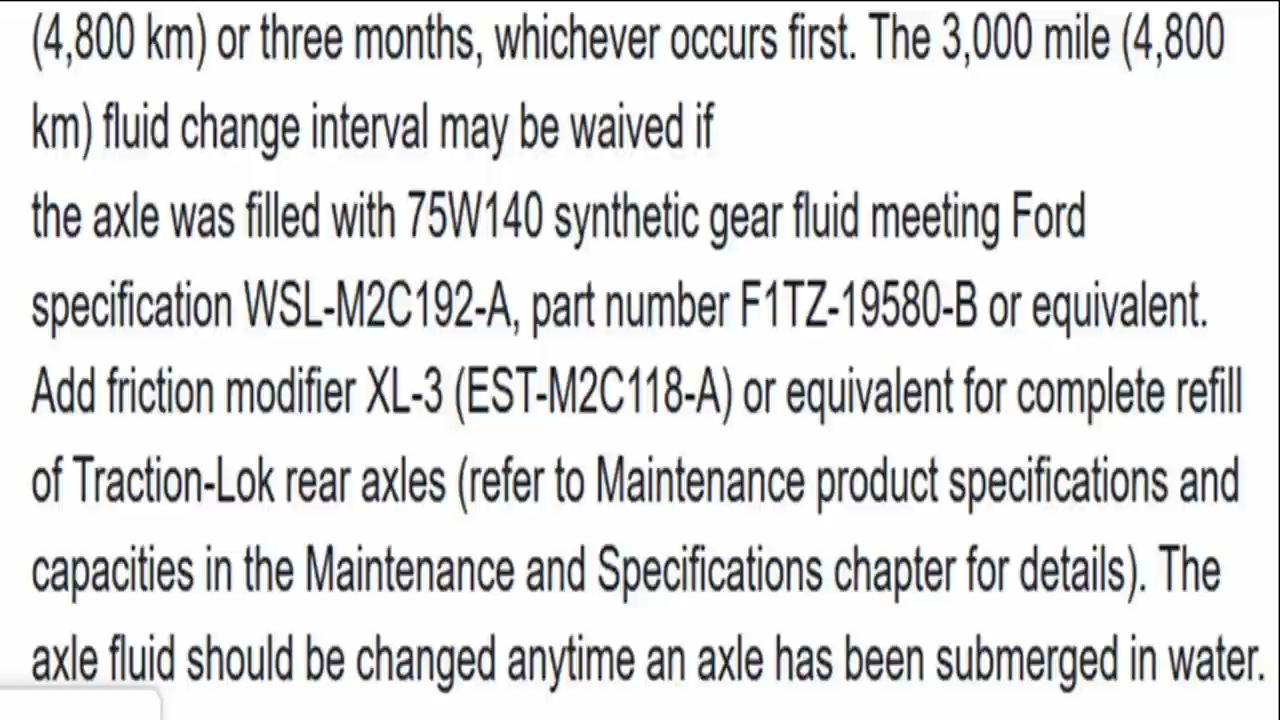 (4,800 km) or three months, whichever occurs first. The 3,000 mile (4,800
km) fluid change interval may be waived if
the axle was filled with 75W140 synthetic gear fluid meeting Ford
specification WSL-M2C192-A, part number F1TZ-19580-B or equivalent.
Add friction modifier XL-3 (EST-M2C118-A) or equivalent for complete refill
of Traction-Lok rear axles (refer to Maintenance product specifications and
capacities in the Maintenance and Specifications chapter for details). The
axle fluid should be changed anytime an axle has been submerged in water.